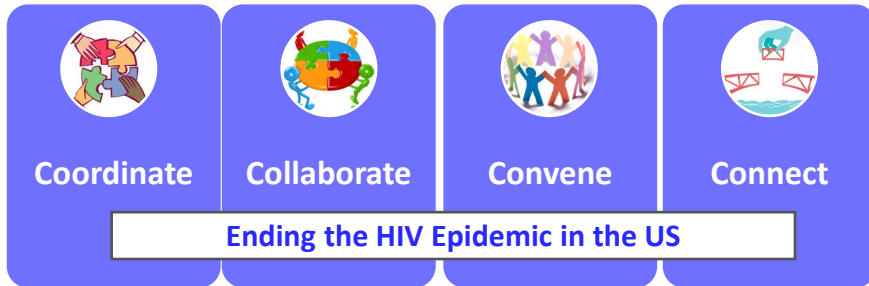 Coordinate
Collaborate
Convene
Connect
Ending the HIV Epidemic in the US